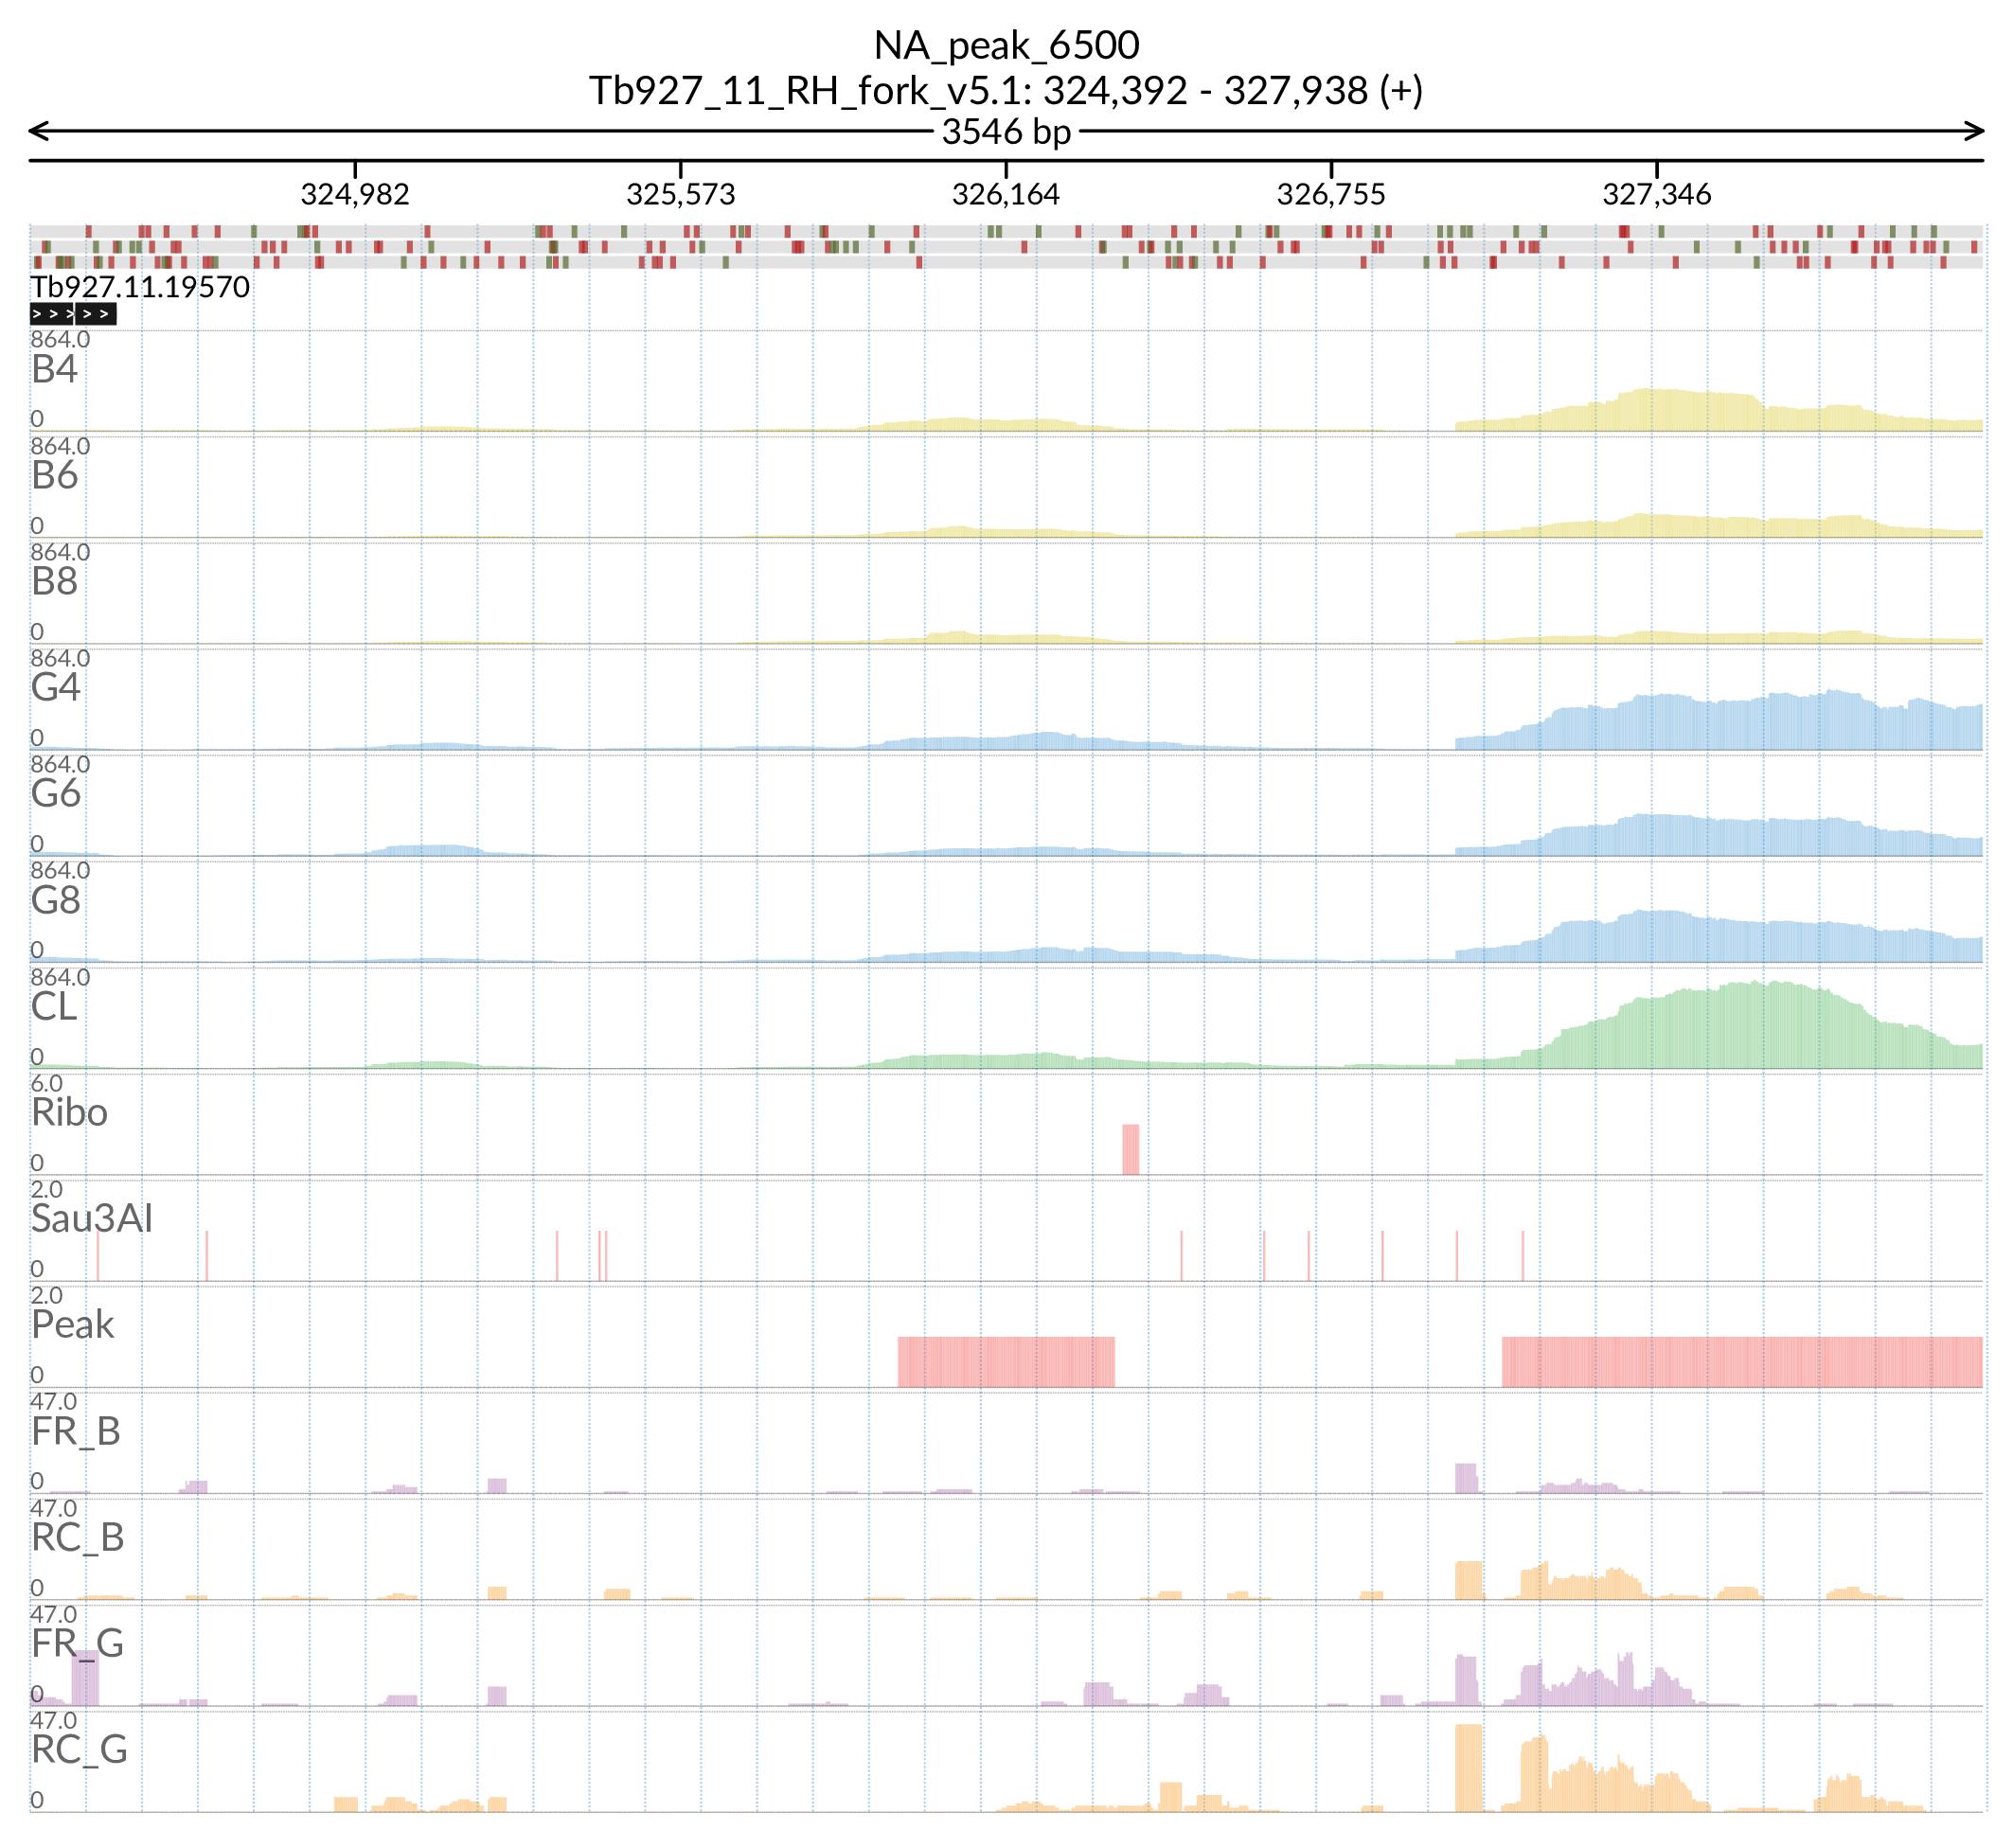 NA_peak_6500
Tb927_11_RH_fork_v5.1: 324,392 - 327,938 (+)
3546 bp
324,982 325,573 326,164 326,755 327,346
Tb927.11.19570
> > > > >
864.0
B4
0
864.0
B6
0
864.0
B8
0
864.0
G4
0
864.0
G6
0
864.0
G8
0
864.0
CL
0
6.0
Ribo
0
2.0
Sau3AI
0
2.0
Peak
0
47.0
FR_B
0
47.0
RC_B
0
47.0
FR_G
0
47.0
RC_G
0